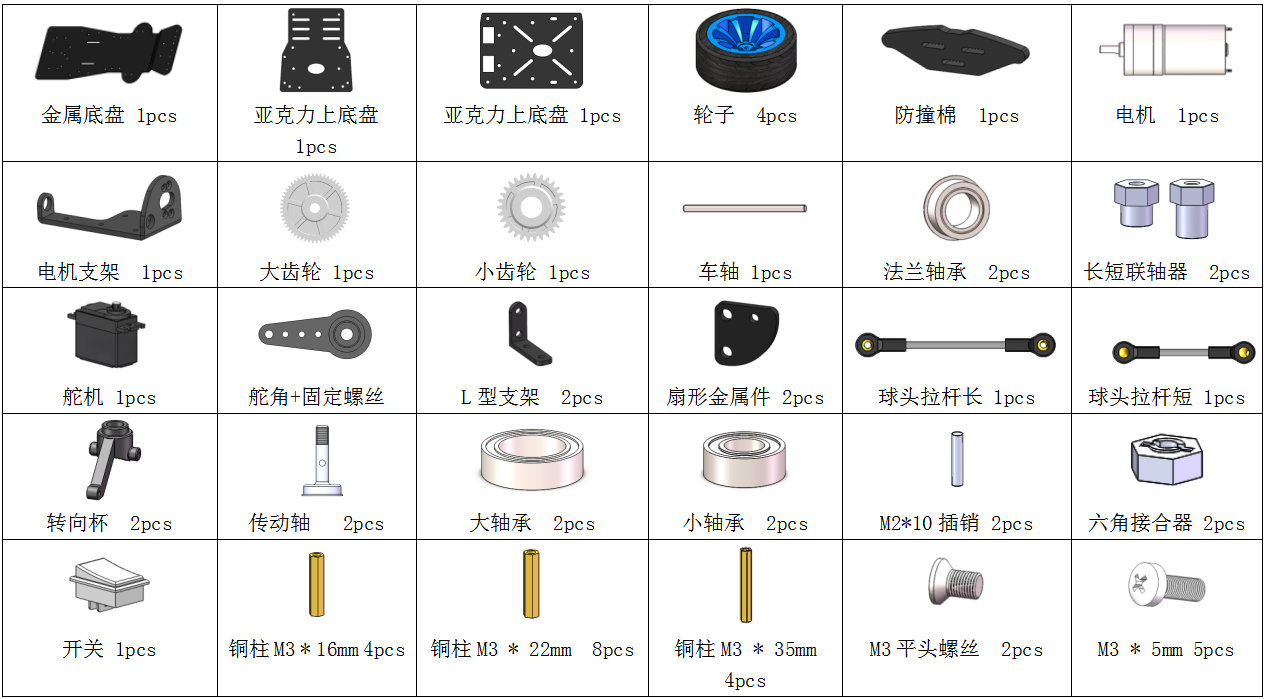 金属底盘 1pcs
亚克力上底盘
1pcs
亚克力上底盘 1pcs
轮子 4pcs
防撞棉 1pcs
电机 1pcs
电机支架 1pcs
大齿轮 1pcs
小齿轮 1pcs
车轴 1pcs
法兰轴承 2pcs
长短联轴器 2pcs
舵机 1pcs
舵角+固定螺丝
L 型支架 2pcs
扇形金属件 2pcs
球头拉杆长 1pcs
球头拉杆短 1pcs
转向杯 2pcs
传动轴 2pcs
大轴承 2pcs
小轴承 2pcs
M2*10 插销 2pcs
六角接合器 2pcs
开关 1pcs
铜柱 M3 * 16mm 4pcs
铜柱 M3 * 22mm 8pcs
铜柱 M3 * 35mm
4pcs
M3 平头螺丝 2pcs
M3 * 5mm 5pcs